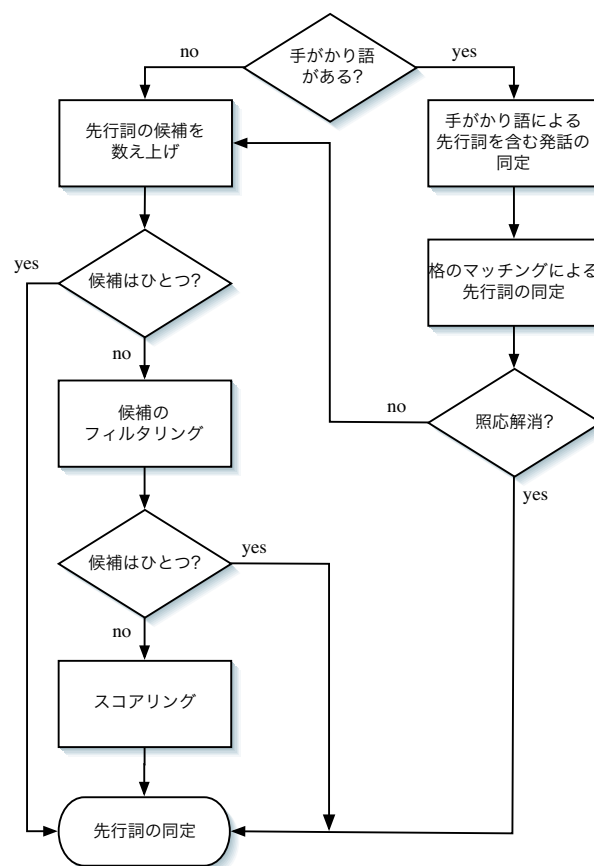 手がかり語
がある?
no
yes
先行詞の候補を
数え上げ
手がかり語による
先行詞を含む発話の
同定
yes
候補はひとつ?
格のマッチングによる
先行詞の同定
no
候補の
フィルタリング
no
照応解消?
yes
候補はひとつ?
yes
no
スコアリング
先行詞の同定